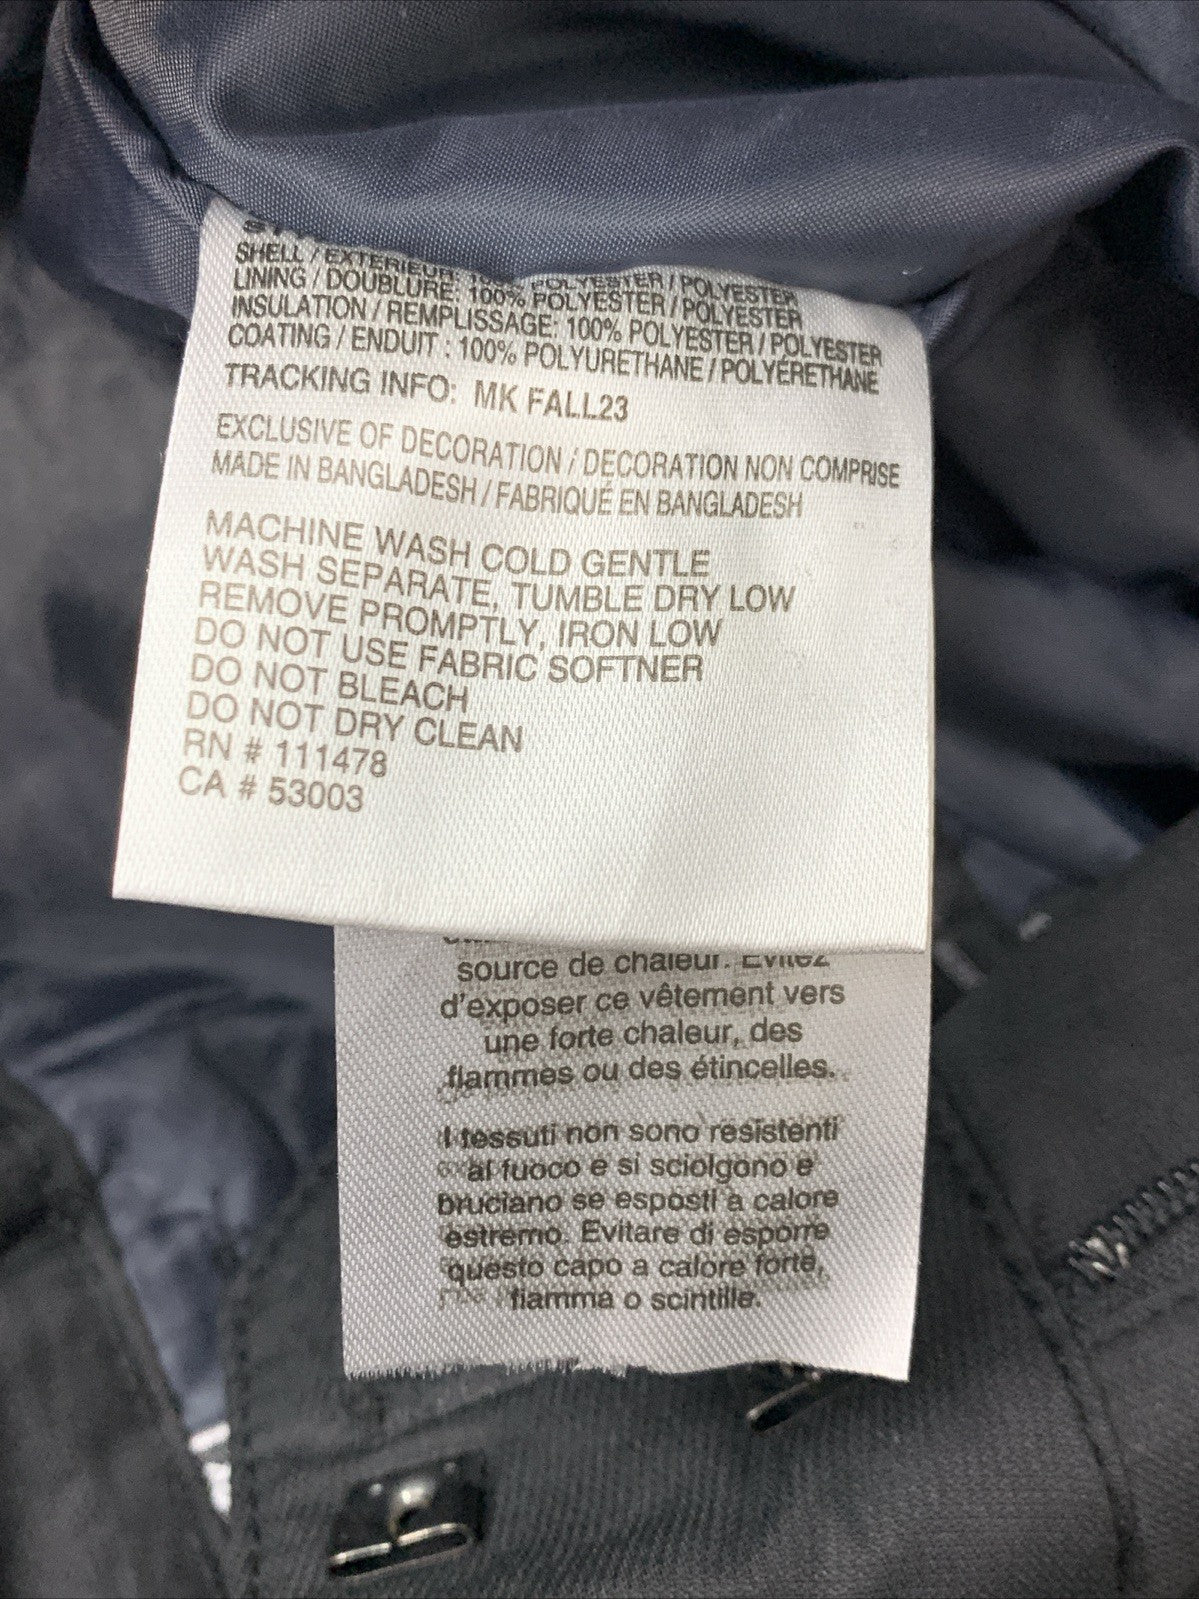 SHELL / EXTERIEUR: POLYESTER / POLYESTER
LINING / DOUBLURE: 100% POLYESTER / POLYESTER
INSULATION / REMPLISSAGE: 100% POLYESTER / POLYESTER
COATING / ENDUIT : 100% POLYURETHANE / POLYÉRETHANE
TRACKING INFO: MK FALL23
EXCLUSIVE OF DECORATION / DECORATION NON COMPRISE
MADE IN BANGLADESH / FABRIQUÉ EN BANGLADESH
MACHINE WASH COLD GENTLE
WASH SEPARATE, TUMBLE DRY LOW
REMOVE PROMPTLY, IRON LOW
DO NOT USE FABRIC SOFTNER
DO NOT BLEACH
DO NOT DRY CLEAN
RN # 111478
CA # 53003
source de chaleur. Évitez
d'exposer ce vêtement vers
une forte chaleur, des
flammes ou des étincelles.
I tessuti non sono resistenti
al fuoco e si sciolgono e
bruciano se esposti a calore
estremo. Evitare di esporre
questo capo a calore forte,
fiamma o scintille.